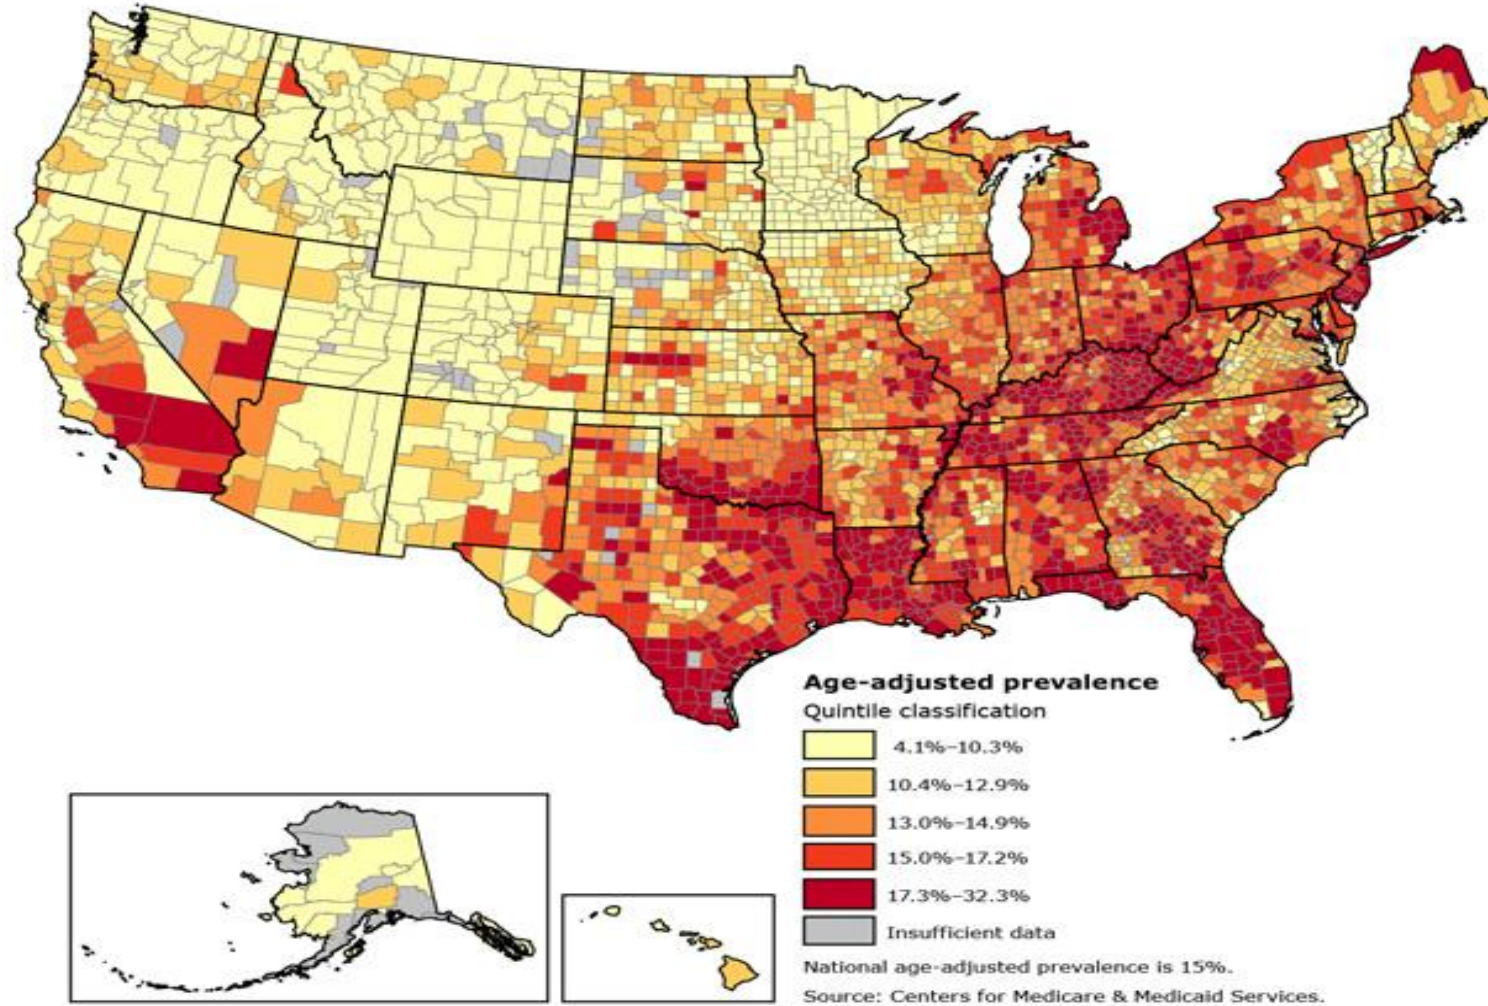 Age-adjusted prevalence
Quintile classification
4.1%–10.3%
10.4%–12.9%
13.0%–14.9%
15.0%–17.2%
17.3%–32.3%
Insufficient data
National age-adjusted prevalence is 15%.
Source: Centers for Medicare & Medicaid Services.